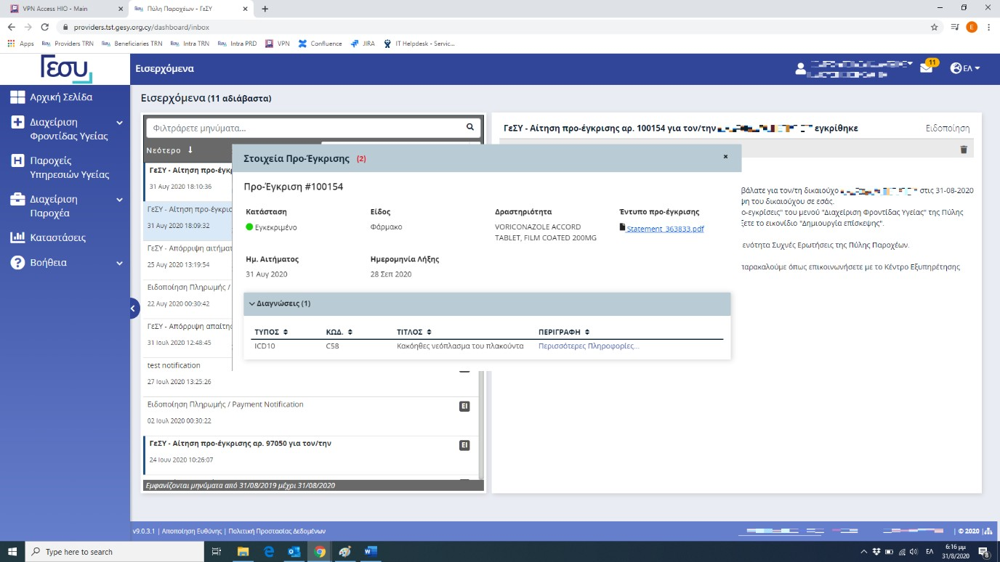 VPN Access HIO - Main
Πύλη Παροχέων - ΓεΣΥ
providers.tst.gesy.org.cy/dashboard/inbox
Apps Providers TRN Beneficiaries TRN Intra TRN Intra PRD VPN Confluence JIRA IT Helpdesk - Servic...
Γεσυ
Εισερχόμενα
11
ΕΛ
Αρχική Σελίδα
Διαχείριση
Φροντίδας Υγείας
Παροχείς
Υπηρεσιών Υγείας
Διαχείριση
Παροχέα
Καταστάσεις
Βοήθεια
Εισερχόμενα (11 αδιάβαστα)
Φιλτράρετε μηνύματα...
Νεότερο
ΓεΣΥ - Αίτηση προ-έγκρ
31 Αυγ 2020 18:10:36
ΓεΣΥ - Αίτηση προ-έγκρισ
31 Αυγ 2020 18:09:32
ΓεΣΥ - Απόρριψη αιτήματ
25 Αυγ 2020 13:19:54
Ειδοποίηση Πληρωμής /
22 Αυγ 2020 00:30:42
ΓεΣΥ - Απόρριψη απαίτησ
31 Ιουλ 2020 12:48:45
test notification
27 Ιουλ 2020 13:25:26
Ειδοποίηση Πληρωμής / Payment Notification
EI
02 Ιουλ 2020 00:30:22
ΓεΣΥ - Αίτηση προ-έγκρισης αρ. 97050 για τον/την
EI
24 Ιουν 2020 10:26:07
Εμφανίζονται μηνύματα από 31/08/2019 μέχρι 31/08/2020
ΓεΣΥ - Αίτηση προ-έγκρισης αρ. 100154 για τον/την εγκρίθηκε
Ειδοποίηση
βάλατε για τον/τη δικαιούχο στις 31-08-2020
ψη του δικαιούχου σε εσάς.
ο-εγκρίσεις" του μενού "Διαχείριση Φροντίδας Υγείας" της Πύλης
ξετε το εικονίδιο "Δημιουργία επίσκεψης".
ενότητα Συχνές Ερωτήσεις της Πύλης Παροχέων.
παρακαλούμε όπως επικοινωνήσετε με το Κέντρο Εξυπηρέτησης
Στοιχεία Προ-Έγκρισης (2)
×
Προ-Έγκριση #100154
Κατάσταση Είδος Δραστηριότητα Έντυπο προ-έγκρισης
Εγκεκριμένο Φάρμακο VORICONAZOLE ACCORD Statement_363833.pdf
TABLET, FILM COATED 200MG
Ημ. Αιτήματος Ημερομηνία Λήξης
31 Αυγ 2020 28 Σεπ 2020
Διαγνώσεις (1)
ΤΥΠΟΣ ΚΩΔ. ΤΙΤΛΟΣ ΠΕΡΙΓΡΑΦΗ
ICD10 C58 Κακόηθες νεόπλασμα του πλακούντα Περισσότερες Πληροφορίες...
v9.0.3.1 | Αποποίηση Ευθύνης | Πολιτική Προστασίας Δεδομένων
| © 2020 |
Type here to search
ΕΛ
6:16 μμ
31/8/2020
8